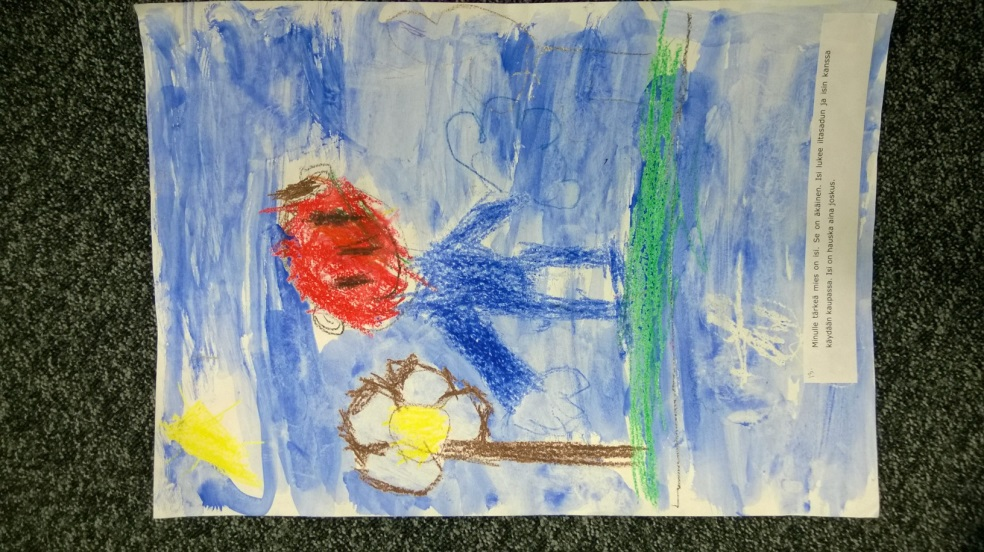 Minulle tärkeä mies on isi. Se on äkäinen. Isi lukee iltasadun ja isin kanssa
käydään kaupassa. Isi on hauska aina joskus.